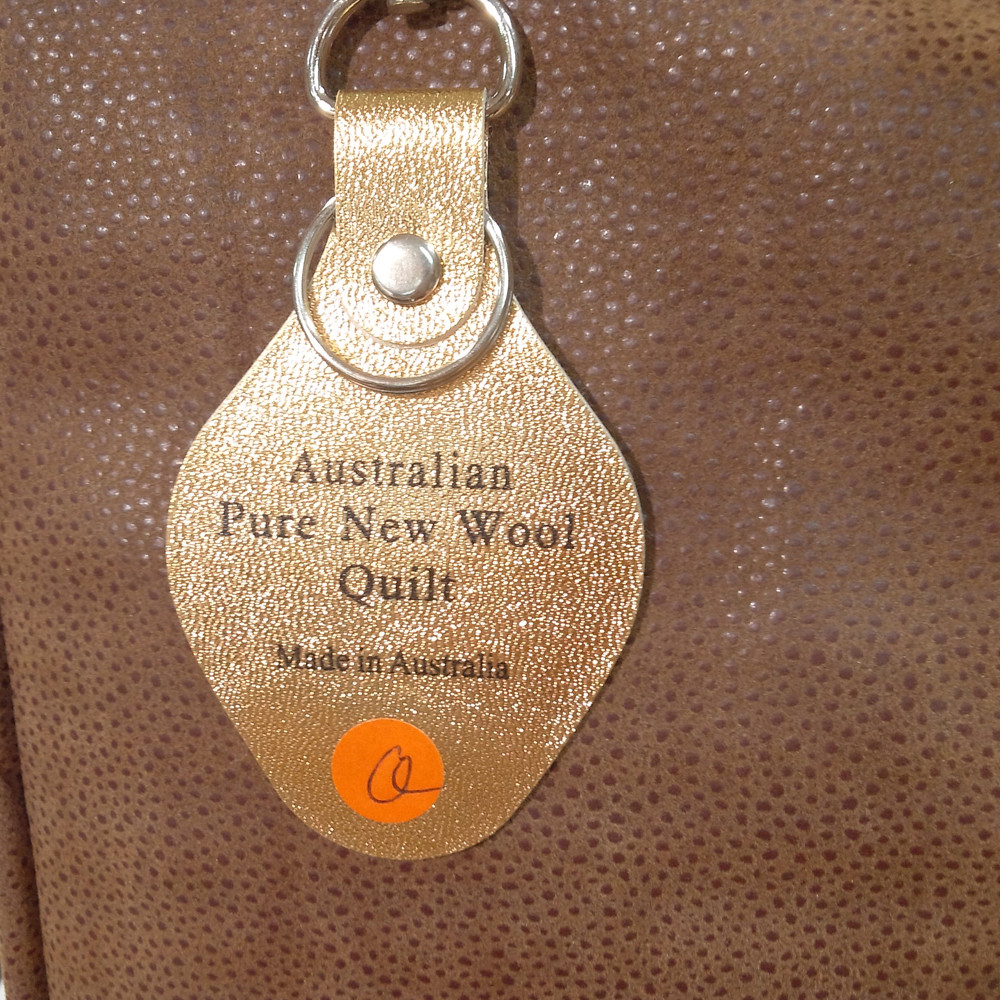 Australian
Pure New Wool
Quilt
Made in Australia